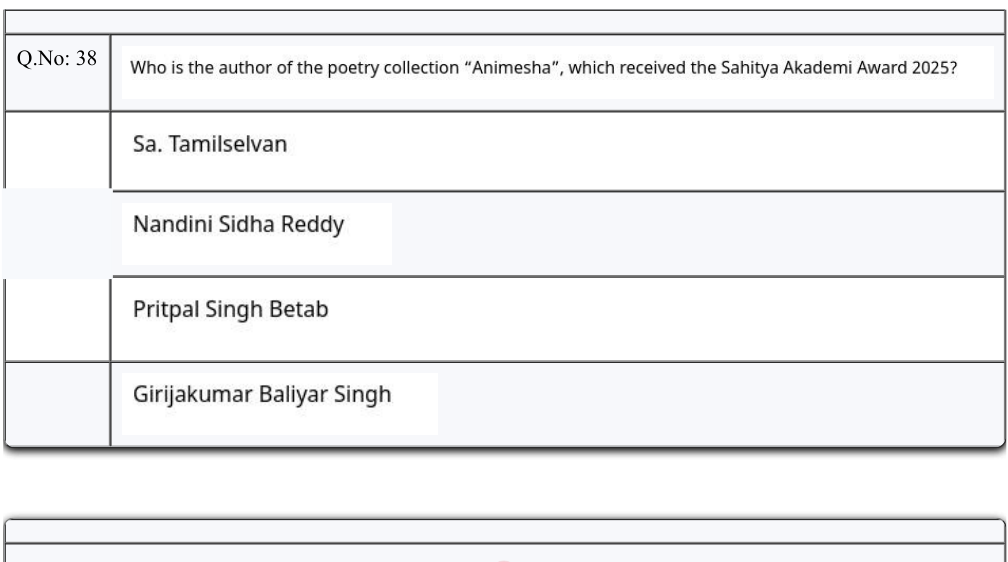 Q.No: 38
Who is the author of the poetry collection “Animesha”, which received the Sahitya Akademi Award 2025?
Sa. Tamilselvan
Nandini Sidha Reddy
Pritpal Singh Betab
Girijakumar Baliyar Singh